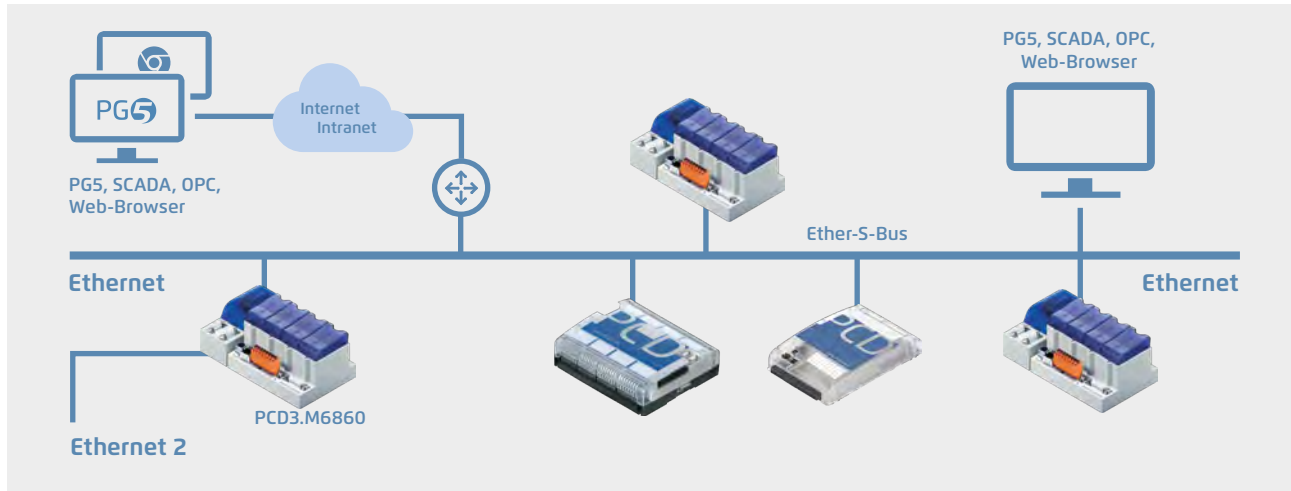 PG5
PG5, SCADA, OPC,
Web-Browser
Internet
Intranet
PG5, SCADA, OPC,
Web-Browser
Ether-S-Bus
Ethernet
Ethernet
PCD
PCD
PCD3.M6860
Ethernet 2